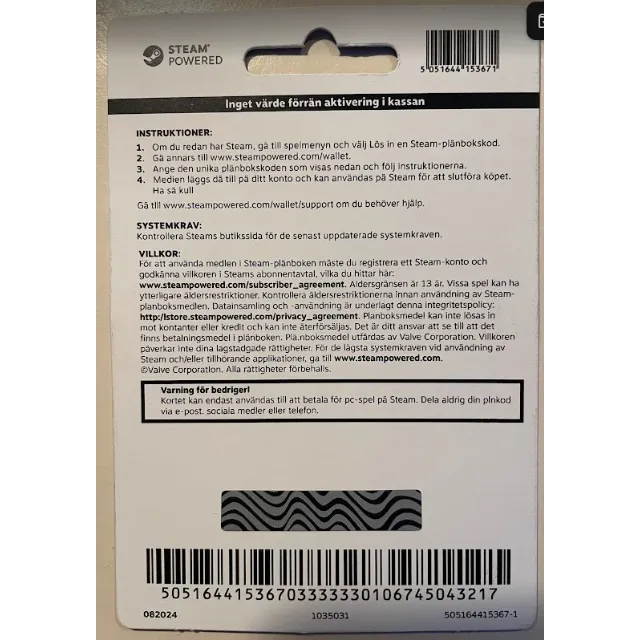 STEAM®
POWERED
5 051644 153671
Inget värde förrän aktivering i kassan
INSTRUKTIONER:
1. Om du redan har Steam, gå till spelmenyn och välj Lös in en Steam-plånbokskod.
2. Gå annars till www.steampowered.com/wallet.
3. Ange den unika plånbokskoden som visas nedan och följ instruktionerna.
4. Medlen läggs då till på ditt konto och kan användas på Steam för att slutföra köpet.
Ha så kul!
Gå till www.steampowered.com/wallet/support om du behöver hjälp.
SYSTEMKRAV:
Kontrollera Steams butikssida för de senast uppdaterade systemkraven.
VILLKOR:
För att använda medlen i Steam-plånboken måste du registrera ett Steam-konto och
godkänna villkoren i Steams abonnentavtal, vilka du hittar här:
www.steampowered.com/subscriber_agreement. Åldersgränsen är 13 år. Vissa spel kan ha
ytterligare åldersrestriktioner. Kontrollera åldersrestriktionerna innan användning av Steam-
planboksmedlen. Datainsamling och -användning är underlagt denna integritetspolicy:
http:/lstore.steampowered.com/privacy_agreement. Planboksmedel kan inte lösas in
mot kontanter eller kredit och kan inte återförsäljas. Det är ditt ansvar att se till att det
finns betalningsmedel i plånboken. Plånboksmedel utfärdas av Valve Corporation. Villkoren
påverkar inte dina lagstadgade rättigheter. För de lägsta systemkraven vid användning av
Steam och/eller tillhörande applikationer, ga till www.steampowered.com.
©Valve Corporation. Alla rättigheter förbehalls.
Varning för bedrigeri
Kortet kan endast användas till att betala för pc-spel på Steam. Dela aldrig din pinkod
via e-post. sociala medler eller telefon.
50516441536703333330106745043217
082024
1035031
505164415367-1